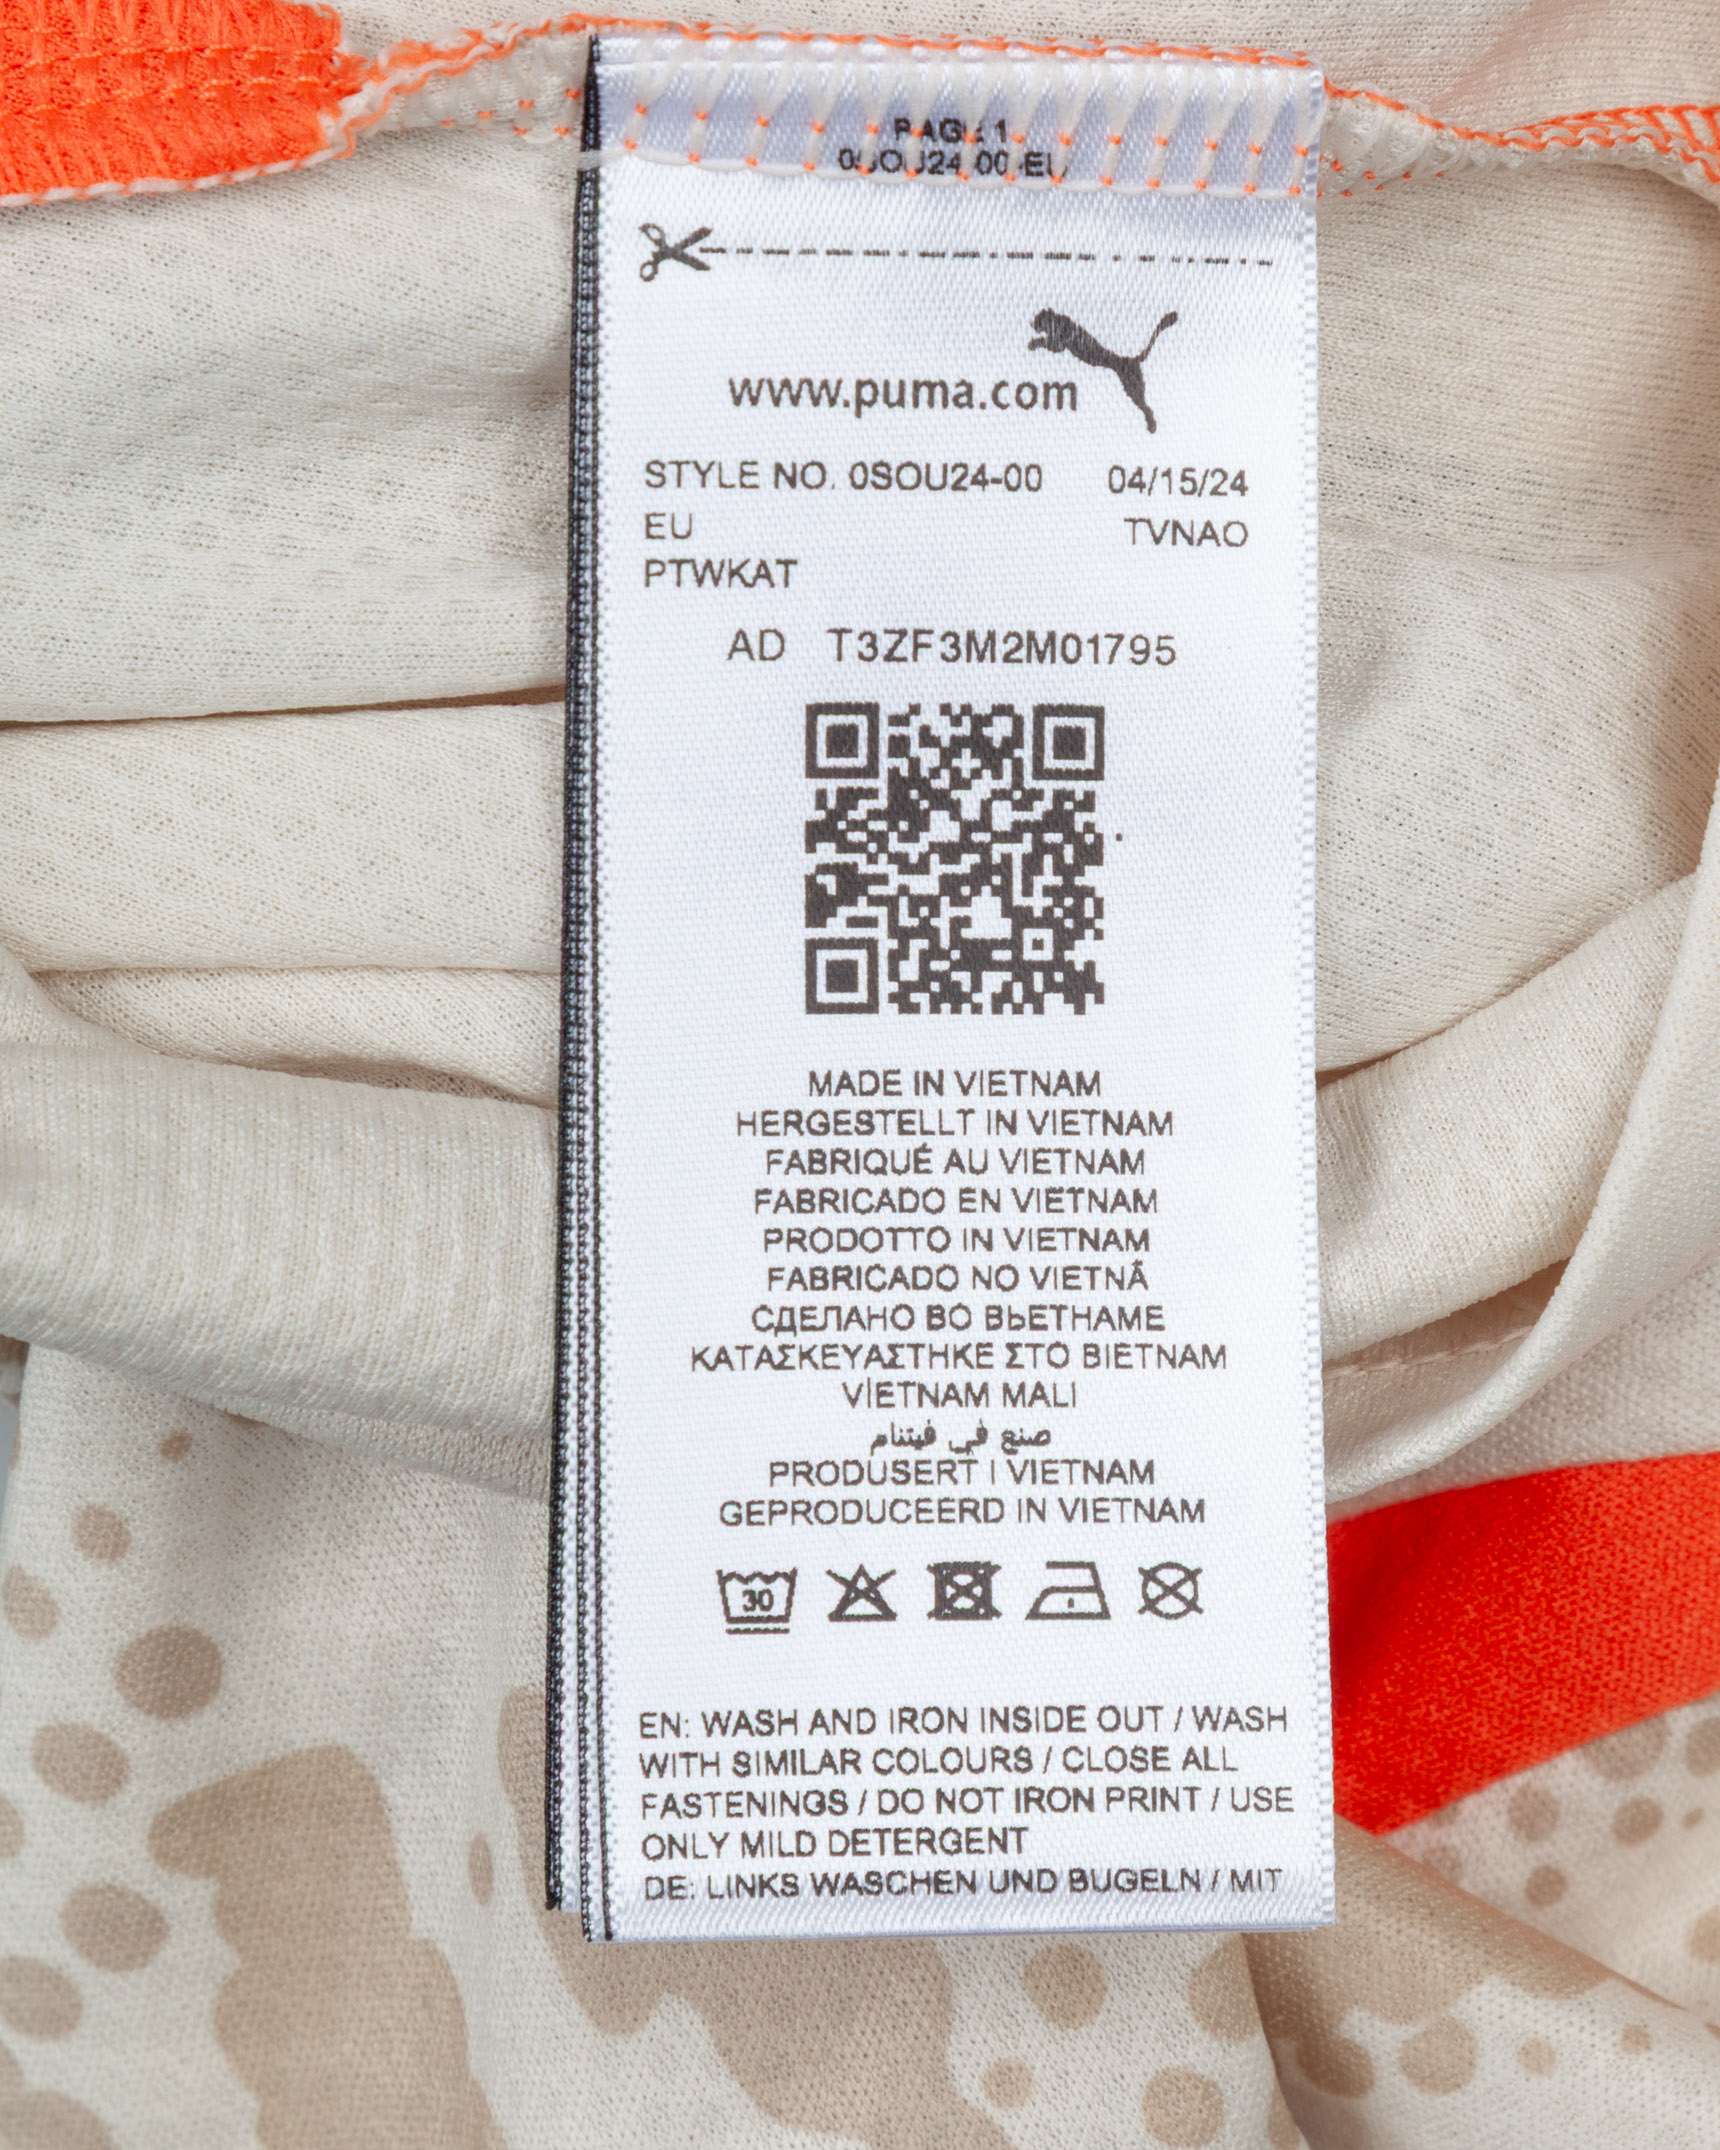 PAGE 1
0SOU24-00-EU
www.puma.com
STYLE NO. 0SOU24-00 04/15/24
EU TVNAO
PTWKAT
AD T3ZF3M2M01795
MADE IN VIETNAM
HERGESTELLT IN VIETNAM
FABRIQUÉ AU VIETNAM
FABRICADO EN VIETNAM
PRODOTTO IN VIETNAM
FABRICADO NO VIETNÃ
СДЕЛАНО ВО ВЬЕТНАМЕ
ΚΑΤΑΣΚΕΥΑΣΤΗΚΕ ΣΤΟ ΒΙΕΤΝΑΜ
VİETNAM MALI
صنع في فيتنام
PRODUSERT I VIETNAM
GEPRODUCEERD IN VIETNAM
30
EN: WASH AND IRON INSIDE OUT / WASH
WITH SIMILAR COLOURS / CLOSE ALL
FASTENINGS / DO NOT IRON PRINT / USE
ONLY MILD DETERGENT
DE: LINKS WASCHEN UND BUGELN / MIT